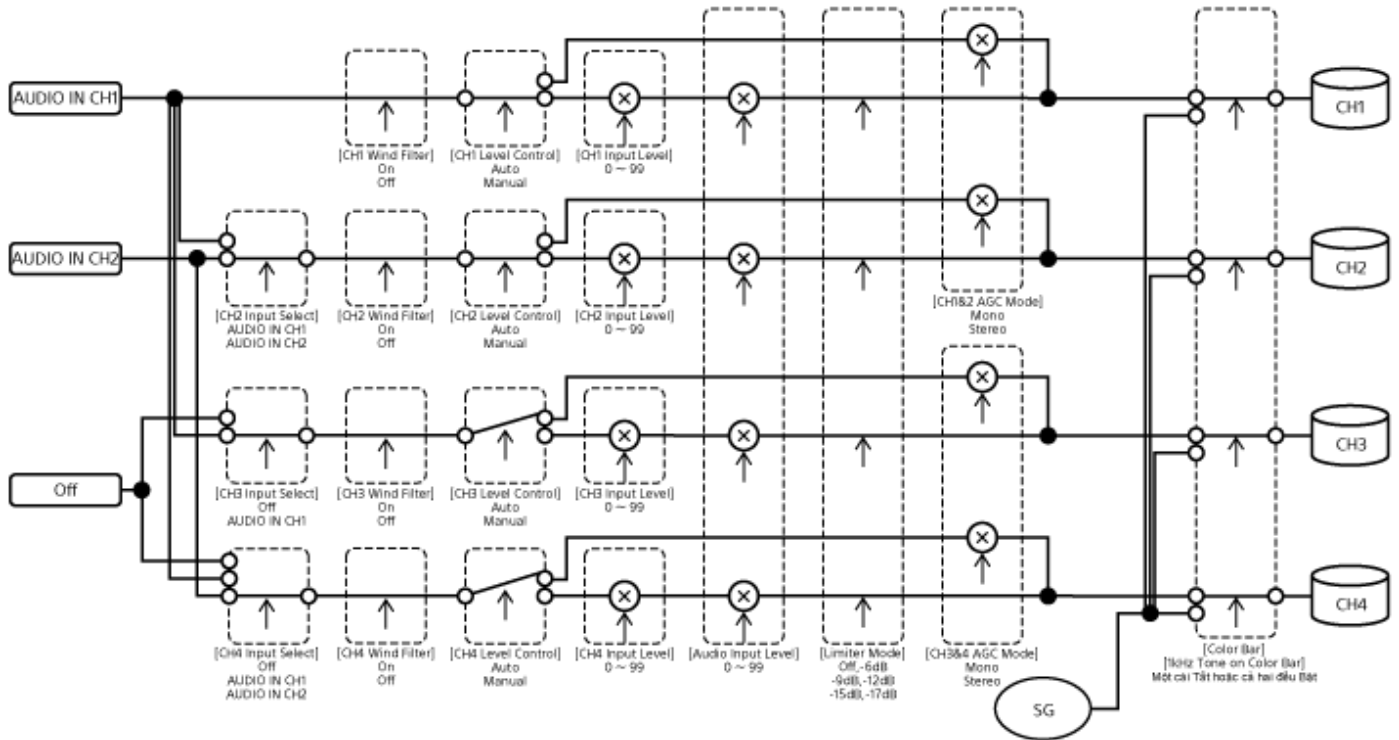 AUDIO IN CH1
CH1
[CH1 Wind Filter]
On
Off
[CH1 Level Control]
Auto
Manual
[CH1 Input Level]
0 ~ 99
AUDIO IN CH2
CH2
[CH2 Input Select]
AUDIO IN CH1
AUDIO IN CH2
[CH2 Wind Filter]
On
Off
[CH2 Level Control]
Auto
Manual
[CH2 Input Level]
0 ~ 99
[CH1&2 AGC Mode]
Mono
Stereo
CH3
Off
[CH3 Input Select]
Off
AUDIO IN CH1
[CH3 Wind Filter]
On
Off
[CH3 Level Control]
Auto
Manual
[CH3 Input Level]
0 ~ 99
CH4
[CH4 Input Select]
Off
AUDIO IN CH1
AUDIO IN CH2
[CH4 Wind Filter]
On
Off
[CH4 Level Control]
Auto
Manual
[CH4 Input Level]
0 ~ 99
[Audio Input Level]
0 ~ 99
[Limiter Mode]
Off,-6dB
-9dB,-12dB
-15dB,-17dB
[CH3&4 AGC Mode]
Mono
Stereo
[Color Bar]
[1kHz Tone on Color Bar]
Một cái Tắt hoặc cả hai đều Bật
SG